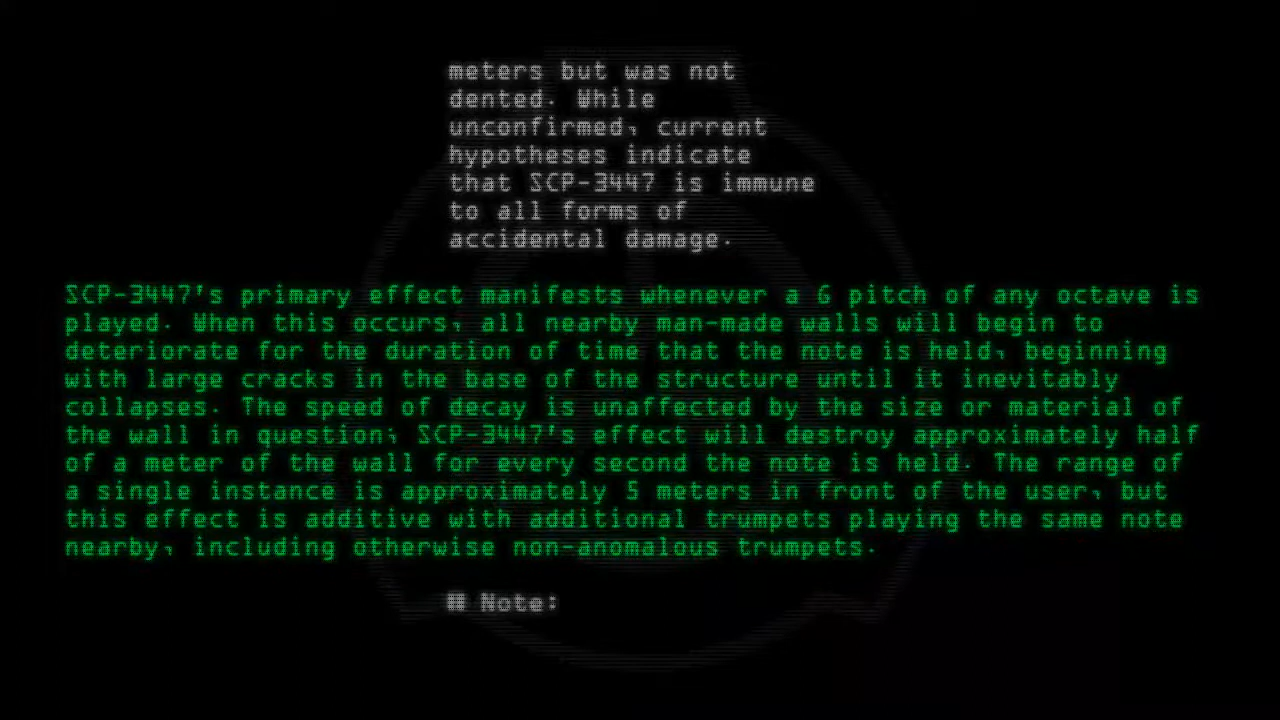 meters but was not
dented. While
unconfirmed, current
hypotheses indicate
that SCP-3447 is immune
to all forms of
accidental damage.
SCP-3447's primary effect manifests whenever a G pitch of any octave is
played. When this occurs, all nearby man-made walls will begin to
deteriorate for the duration of time that the note is held, beginning
with large cracks in the base of the structure until it inevitably
collapses. The speed of decay is unaffected by the size or material of
the wall in question; SCP-3447's effect will destroy approximately half
of a meter of the wall for every second the note is held. The range of
a single instance is approximately 5 meters in front of the user, but
this effect is additive with additional trumpets playing the same note
nearby, including otherwise non-anomalous trumpets.
# Note: